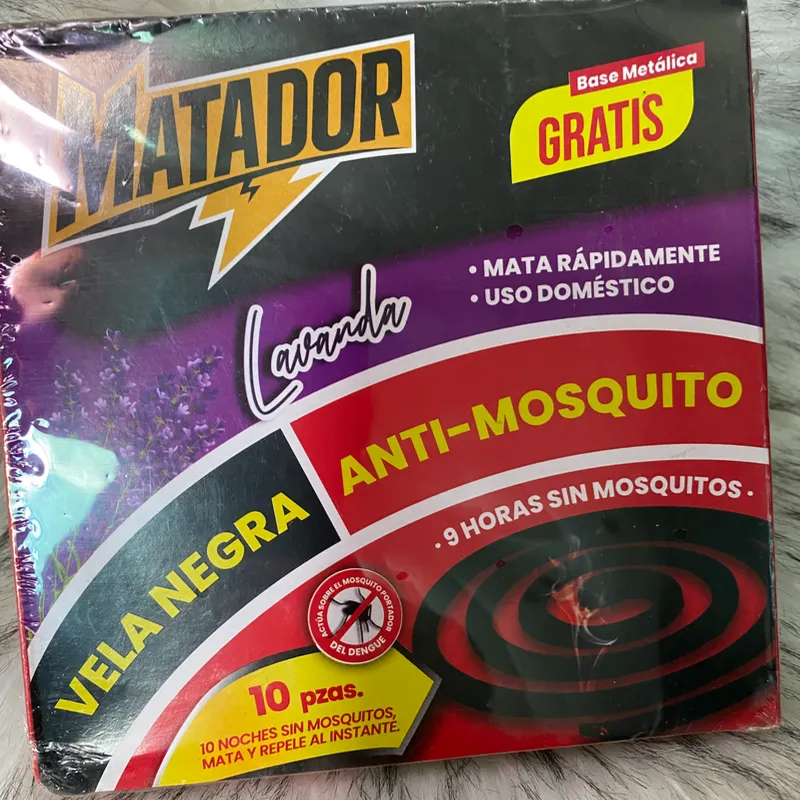 MATADOR
Base Metálica
GRATIS
• MATA RÁPIDAMENTE
• USO DOMÉSTICO
Lavanda
VELA NEGRA
ANTI-MOSQUITO
• 9 HORAS SIN MOSQUITOS •
ACTÚA SOBRE EL MOSQUITO PORTADOR
DEL DENGUE
10 pzas.
10 NOCHES SIN MOSQUITOS,
MATA Y REPELE AL INSTANTE.